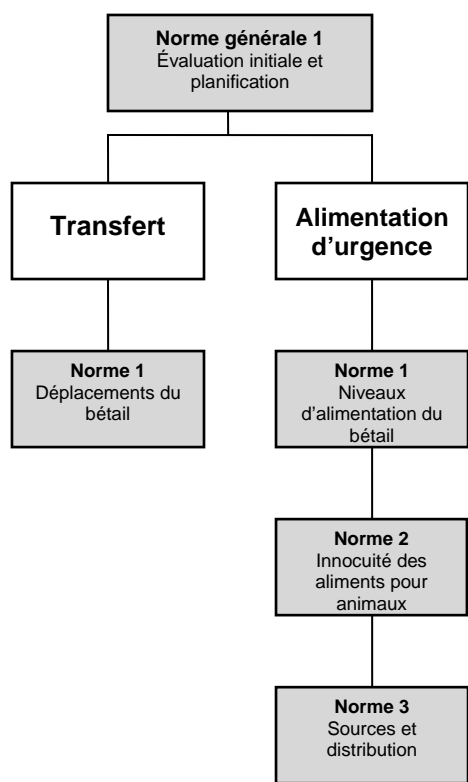 Norme générale 1
Évaluation initiale et
planification
Transfert
Alimentation
d’urgence
Norme 1
Déplacements du
bétail
Norme 1
Niveaux
d’alimentation du
bétail
Norme 2
Innocuité des
aliments pour
animaux
Norme 3
Sources et
distribution